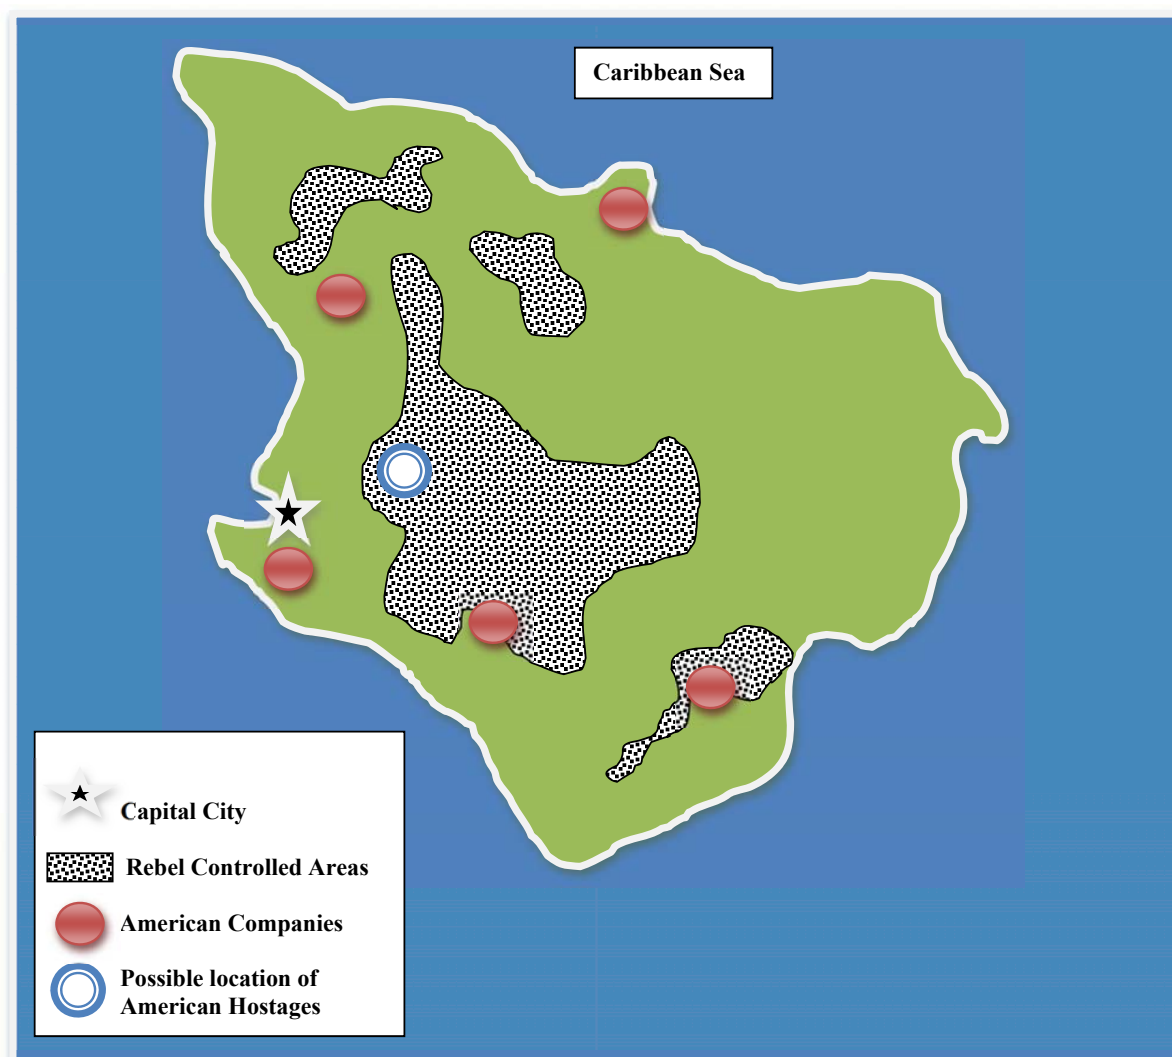 Caribbean Sea
Capital City
Rebel Controlled Areas
American Companies
Possible location of
American Hostages